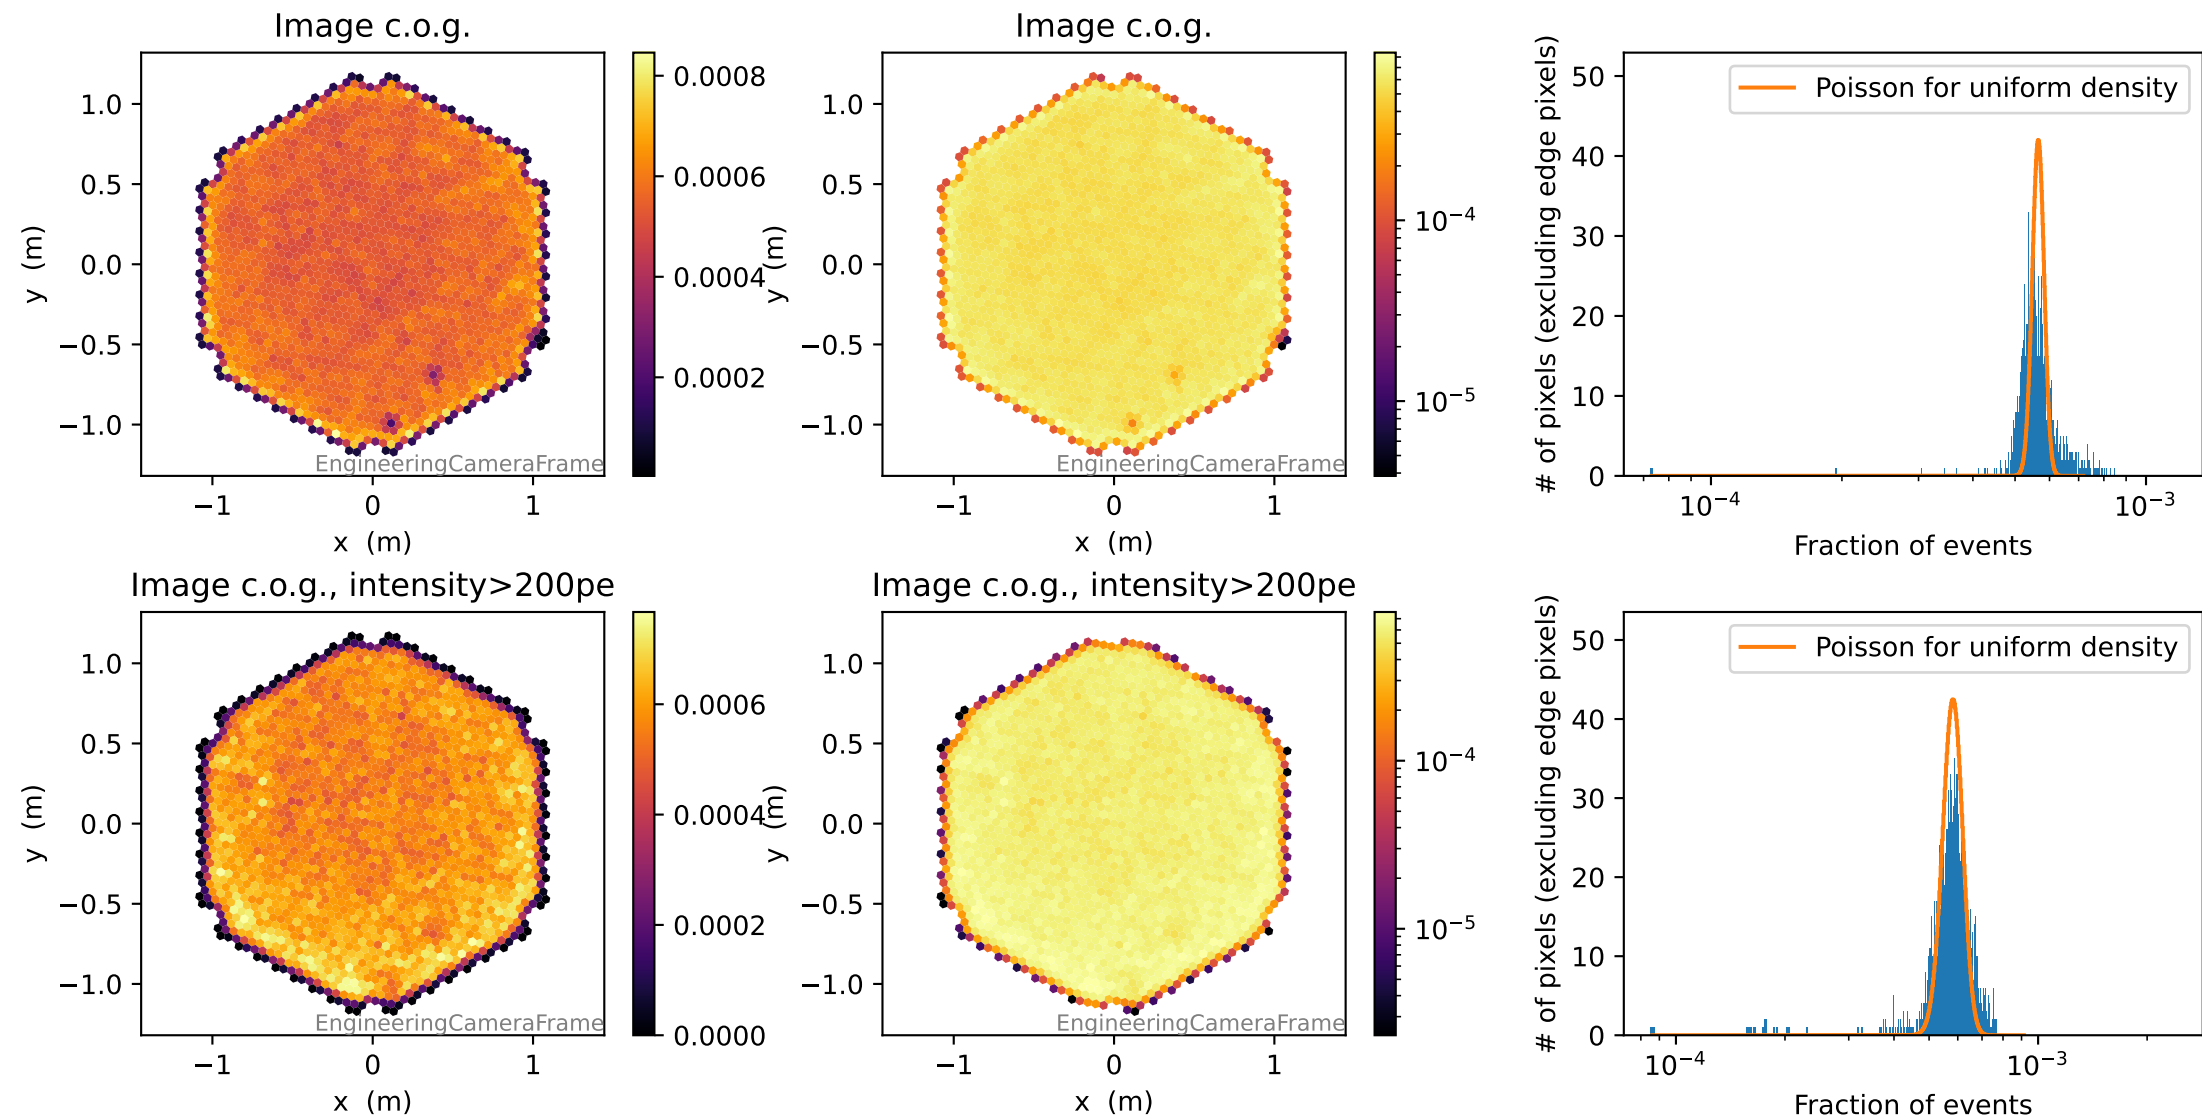 Image c.o.g.
1.0
0.5
0.0
−0.5
−1.0
y (m)
−1
0
1
x (m)
EngineeringCameraFrame
0.0008
0.0006
0.0004
0.0002
Image c.o.g.
1.0
0.5
0.0
−0.5
−1.0
y (m)
−1
0
1
x (m)
EngineeringCameraFrame
10⁻⁴
10⁻⁵
# of pixels (excluding edge pixels)
50
40
30
20
10
0
Poisson for uniform density
10⁻⁴
10⁻³
Fraction of events
Image c.o.g., intensity>200pe
1.0
0.5
0.0
−0.5
−1.0
y (m)
−1
0
1
x (m)
EngineeringCameraFrame
0.0006
0.0004
0.0002
0.0000
Image c.o.g., intensity>200pe
1.0
0.5
0.0
−0.5
−1.0
y (m)
−1
0
1
x (m)
EngineeringCameraFrame
10⁻⁴
10⁻⁵
# of pixels (excluding edge pixels)
50
40
30
20
10
0
Poisson for uniform density
10⁻⁴
10⁻³
Fraction of events